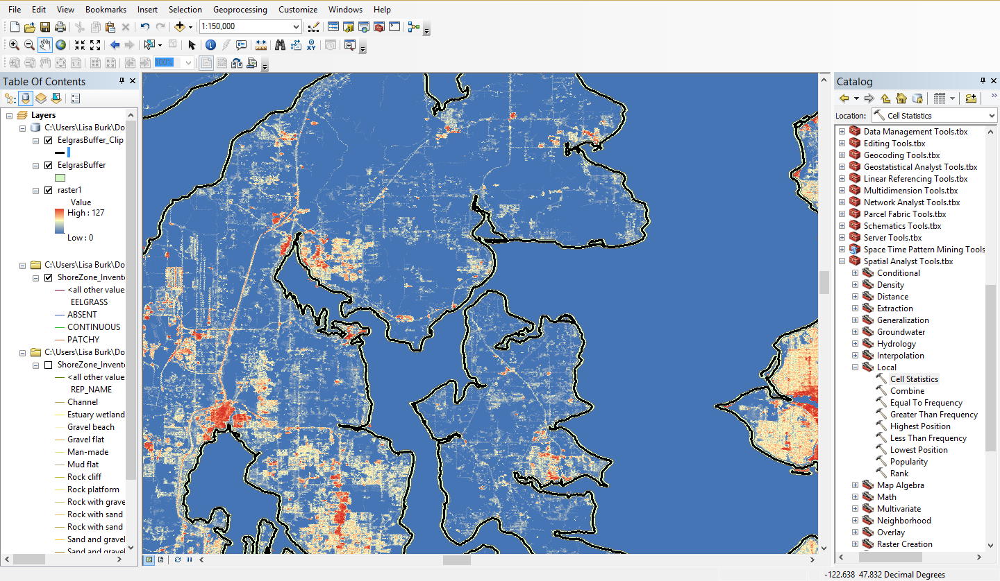 File Edit View Bookmarks Insert Selection Geoprocessing Customize Windows Help
1:150,000
100%
Table Of Contents
Layers
C:\Users\Lisa Burk\Do
EelgrasBuffer_Clip
EelgrasBuffer
raster1
Value
High : 127
Low : 0
C:\Users\Lisa Burk\Do
ShoreZone_Invento
<all other value
EELGRASS
ABSENT
CONTINUOUS
PATCHY
C:\Users\Lisa Burk\Do
ShoreZone_Invento
<all other value
REP_NAME
Channel
Estuary wetland
Gravel beach
Gravel flat
Man-made
Mud flat
Rock cliff
Rock platform
Rock with grave
Rock with sand
Rock with sand
Sand and gravel
Sand and gravel
Catalog
Location: Cell Statistics
Data Management Tools.tbx
Editing Tools.tbx
Geocoding Tools.tbx
Geostatistical Analyst Tools.tbx
Linear Referencing Tools.tbx
Multidimension Tools.tbx
Network Analyst Tools.tbx
Parcel Fabric Tools.tbx
Schematics Tools.tbx
Server Tools.tbx
Space Time Pattern Mining Tools
Spatial Analyst Tools.tbx
Conditional
Density
Distance
Extraction
Generalization
Groundwater
Hydrology
Interpolation
Local
Cell Statistics
Combine
Equal To Frequency
Greater Than Frequency
Highest Position
Less Than Frequency
Lowest Position
Popularity
Rank
Map Algebra
Math
Multivariate
Neighborhood
Overlay
Raster Creation
-122.638 47.832 Decimal Degrees